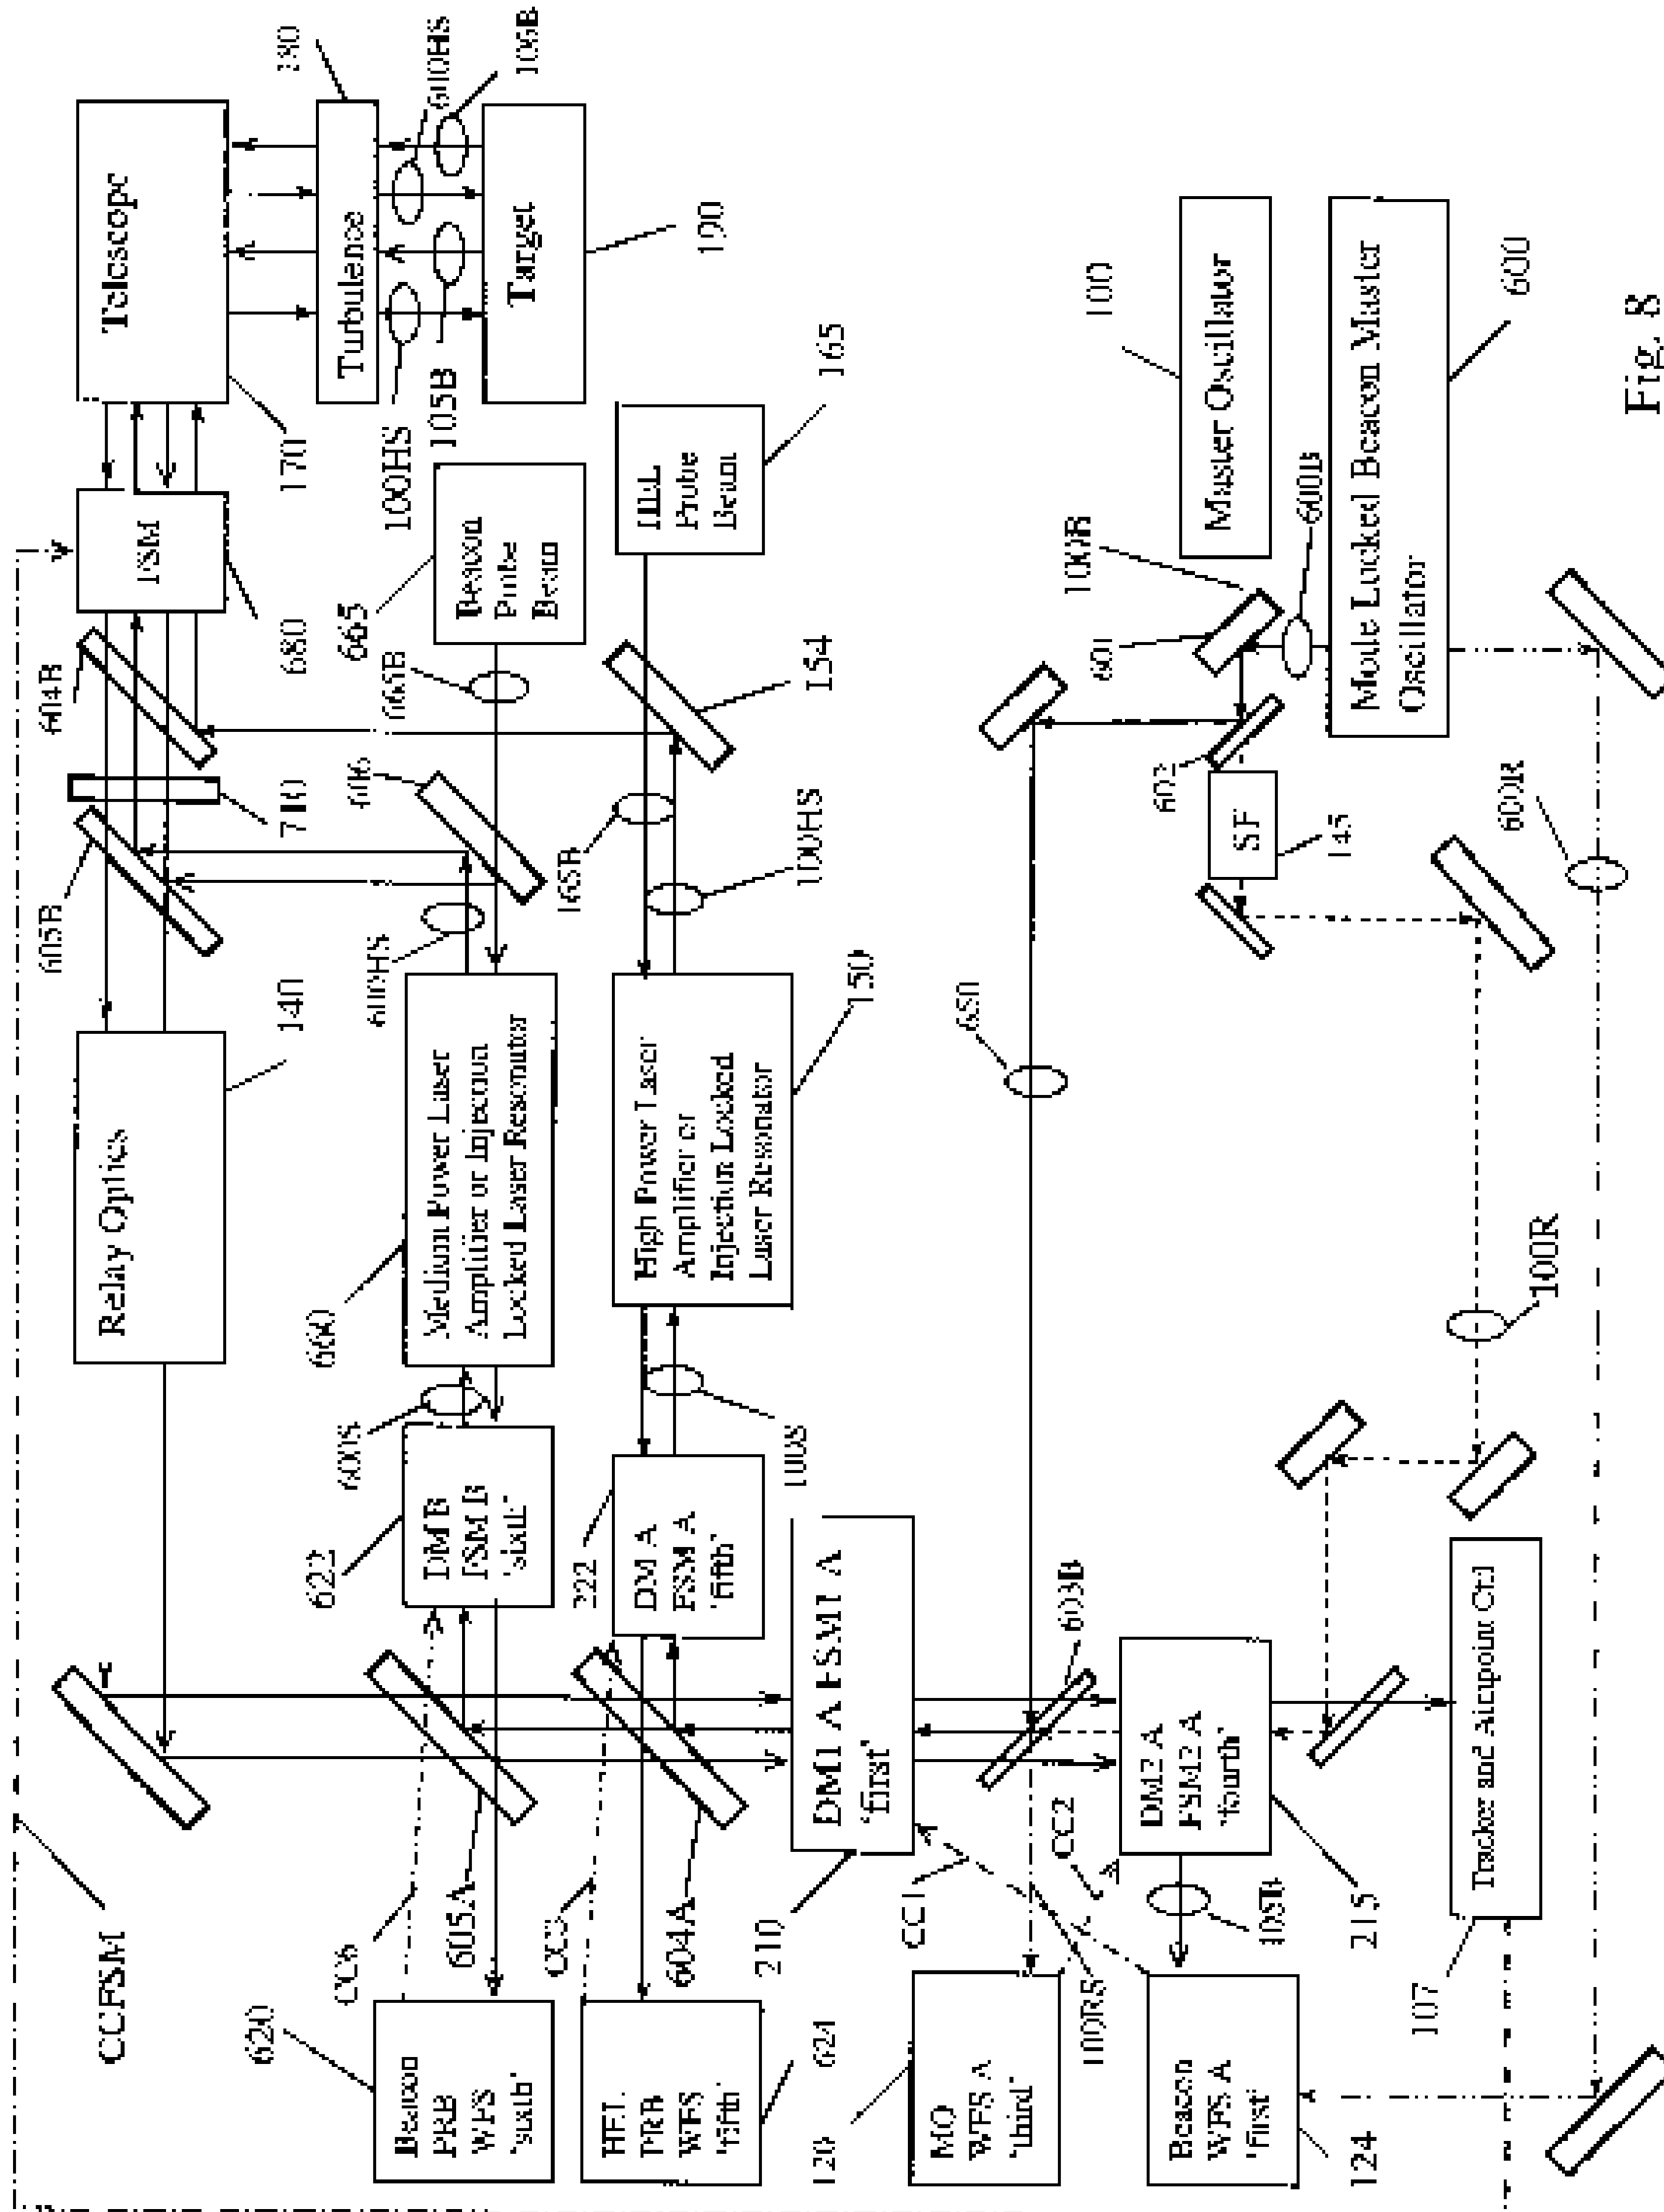 CCFSM
Relay Optics
140
605B
710
604B
FSM
680
Telescope
170
Turbulence
180
Target
190
100HS
105B
600HS
106B
620
Beacon
PRB
WFS
'sixth'
CC6
605A
622
DM B
FSM B
'sixth'
600S
660
Medium Power Laser
Amplifier or Injection
Locked Laser Resonator
600HS
606
665B
665
Beacon
Probe
Beam
HEL
PRB
WFS
'fifth'
624
604A
222
DM A
FSM A
'fifth'
100S
High Power Laser
Amplifier or
Injection Locked
Laser Resonator
150
165B
100HS
154
HEL
Probe
Beam
165
210
DM1 A FSM1 A
'first'
120
MO
WFS A
'third'
CC1
CC2
100RS
603B
650
Beacon
WFS A
'first'
124
105B
DM2 A
FSM2 A
'fourth'
215
107
Tracker and Aimpoint Ctrl
100R
SF
145
602
601
100B
600B
600R
100
Master Oscillator
Mode Locked Beacon Master
Oscillator
600
Fig. 8